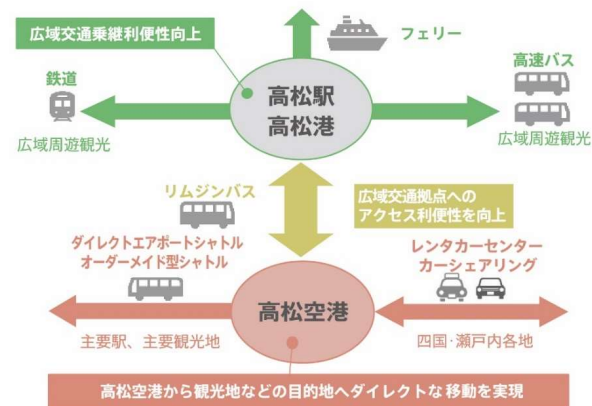 広域交通乗継利便性向上
フェリー
高速バス
鉄道
高松駅
高松港
広域周遊観光
広域周遊観光
リムジンバス
広域交通拠点への
アクセス利便性を向上
ダイレクトエアポートシャトル
オーダーメイド型シャトル
レンタカーセンター
カーシェアリング
高松空港
主要駅、主要観光地
四国・瀬戸内各地
高松空港から観光地などの目的地へダイレクトな移動を実現